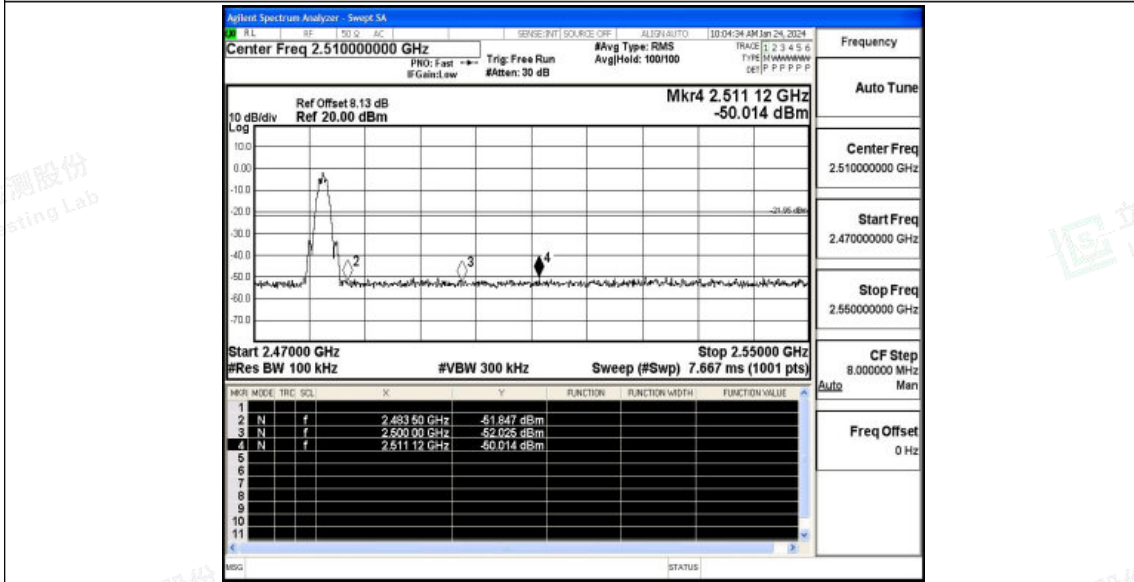 Agilent Spectrum Analyzer - Swept SA
RL RF 50 Ω AC SENSE:INT SOURCE OFF ALIGNAUTO 10:04:34 AM Jan 24, 2024
Center Freq 2.510000000 GHz
PNO: Fast
IFGain:Low
Trig: Free Run
#Atten: 30 dB
#Avg Type: RMS
Avg|Hold: 100/100
TRACE 1 2 3 4 5 6
TYPE M WWWWW
DET P P P P P P
Frequency
Auto Tune
Center Freq
2.510000000 GHz
Start Freq
2.470000000 GHz
Stop Freq
2.550000000 GHz
CF Step
8.000000 MHz
Auto Man
Freq Offset
0 Hz
Mkr4 2.511 12 GHz
-50.014 dBm
Ref Offset 8.13 dB
10 dB/div Ref 20.00 dBm
Log
10.0
0.00
-10.0
-20.0
-21.95 dBm
-30.0
-40.0
-50.0
-60.0
-70.0
2
3
4
Start 2.47000 GHz Stop 2.55000 GHz
#Res BW 100 kHz #VBW 300 kHz Sweep (#Swp) 7.667 ms (1001 pts)
MKR MODE TRC SCL X Y FUNCTION FUNCTION WIDTH FUNCTION VALUE
1
2 N f 2.483 50 GHz -51.847 dBm
3 N f 2.500 00 GHz -52.025 dBm
4 N f 2.511 12 GHz -50.014 dBm
5
6
7
8
9
10
11
MSG STATUS
测股份
sting Lab
立
股份